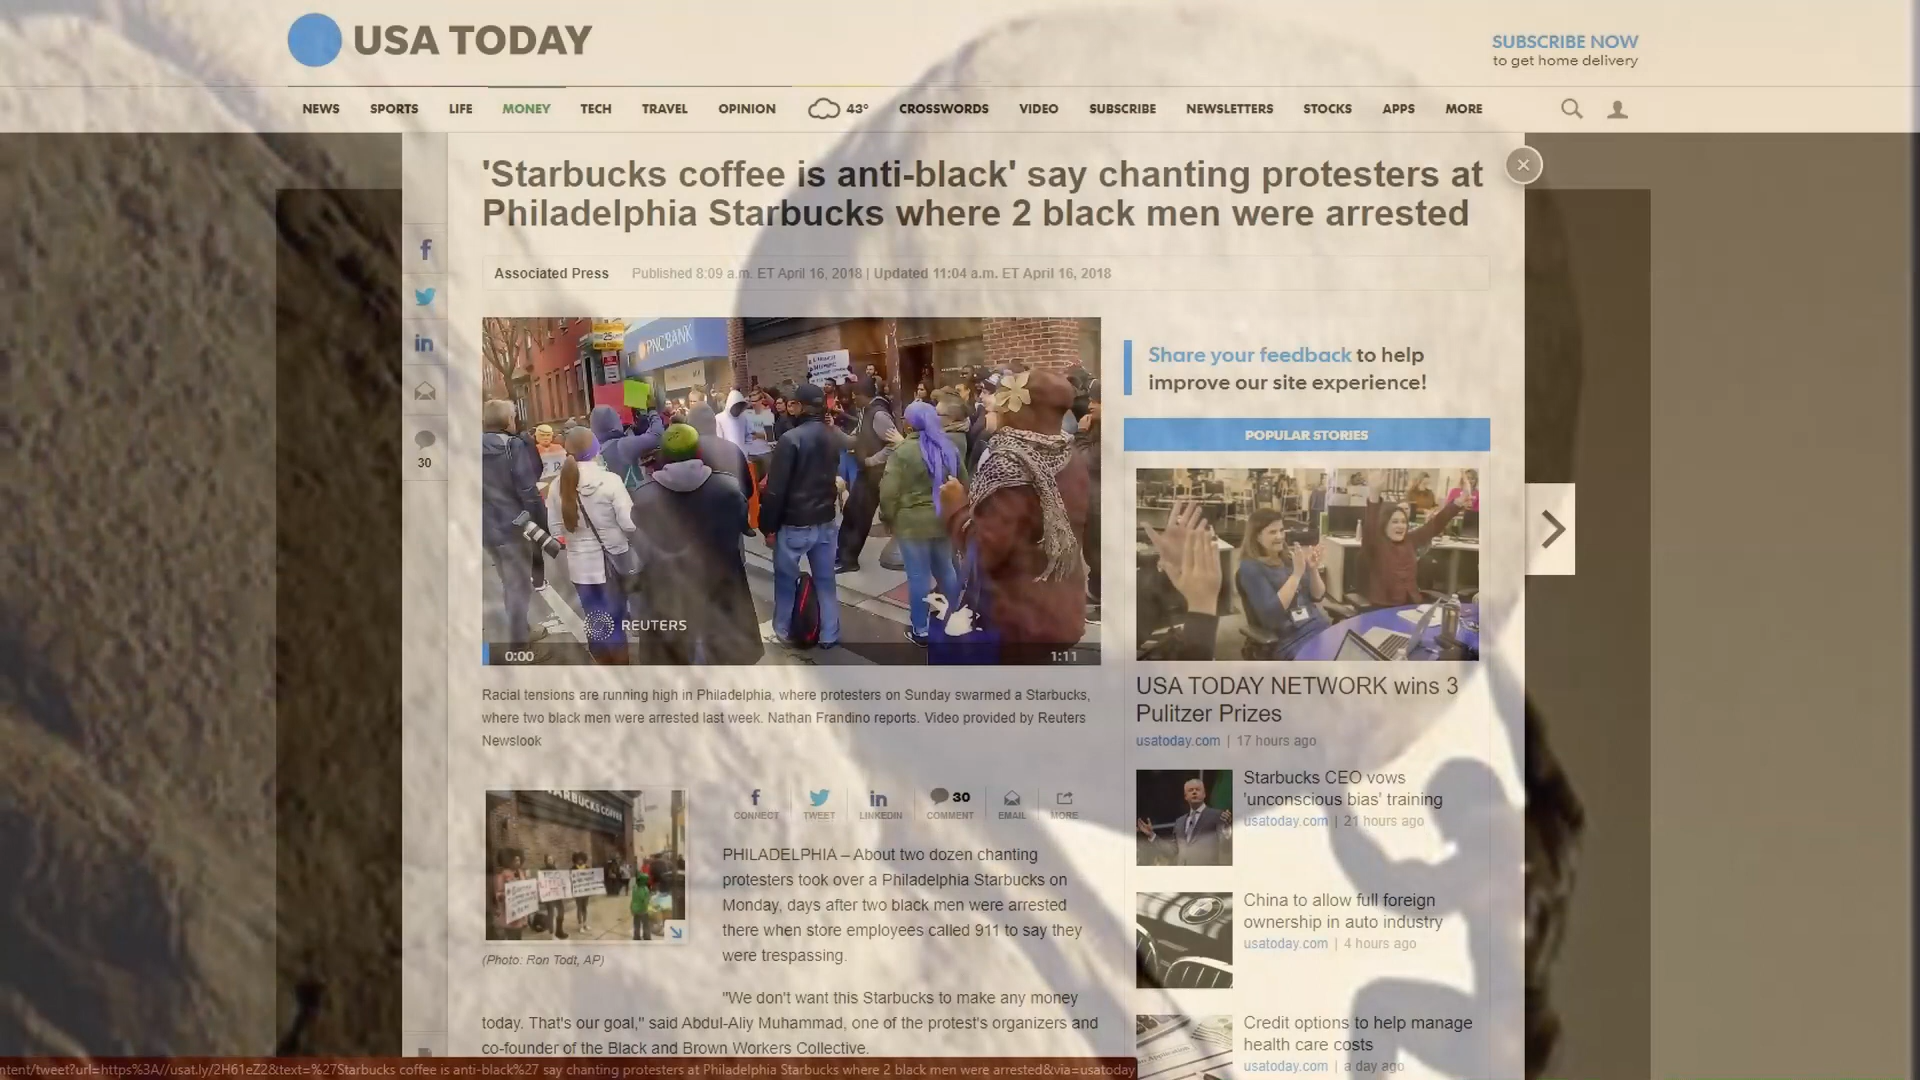 USA TODAY
SUBSCRIBE NOW
to get home delivery
NEWS SPORTS LIFE MONEY TECH TRAVEL OPINION 43° CROSSWORDS VIDEO SUBSCRIBE NEWSLETTERS STOCKS APPS MORE
'Starbucks coffee is anti-black' say chanting protesters at
Philadelphia Starbucks where 2 black men were arrested
Associated Press Published 8:09 a.m. ET April 16, 2018 | Updated 11:04 a.m. ET April 16, 2018
30
PNC BANK
REUTERS
0:00 1:11
Racial tensions are running high in Philadelphia, where protesters on Sunday swarmed a Starbucks,
where two black men were arrested last week. Nathan Frandino reports. Video provided by Reuters
Newslook
(Photo: Ron Todt, AP)
CONNECT TWEET LINKEDIN 30 COMMENT EMAIL MORE
PHILADELPHIA – About two dozen chanting
protesters took over a Philadelphia Starbucks on
Monday, days after two black men were arrested
there when store employees called 911 to say they
were trespassing.
"We don't want this Starbucks to make any money
today. That's our goal," said Abdul-Aliy Muhammad, one of the protest's organizers and
co-founder of the Black and Brown Workers Collective.
Share your feedback to help
improve our site experience!
POPULAR STORIES
USA TODAY NETWORK wins 3
Pulitzer Prizes
usatoday.com | 17 hours ago
Starbucks CEO vows
'unconscious bias' training
usatoday.com | 21 hours ago
China to allow full foreign
ownership in auto industry
usatoday.com | 4 hours ago
Credit options to help manage
health care costs
usatoday.com | a day ago
ntent/tweet?url=https%3A//usat.ly/2H61eZ2&text=%27Starbucks coffee is anti-black%27 say chanting protesters at Philadelphia Starbucks where 2 black men were arrested&via=usatoday